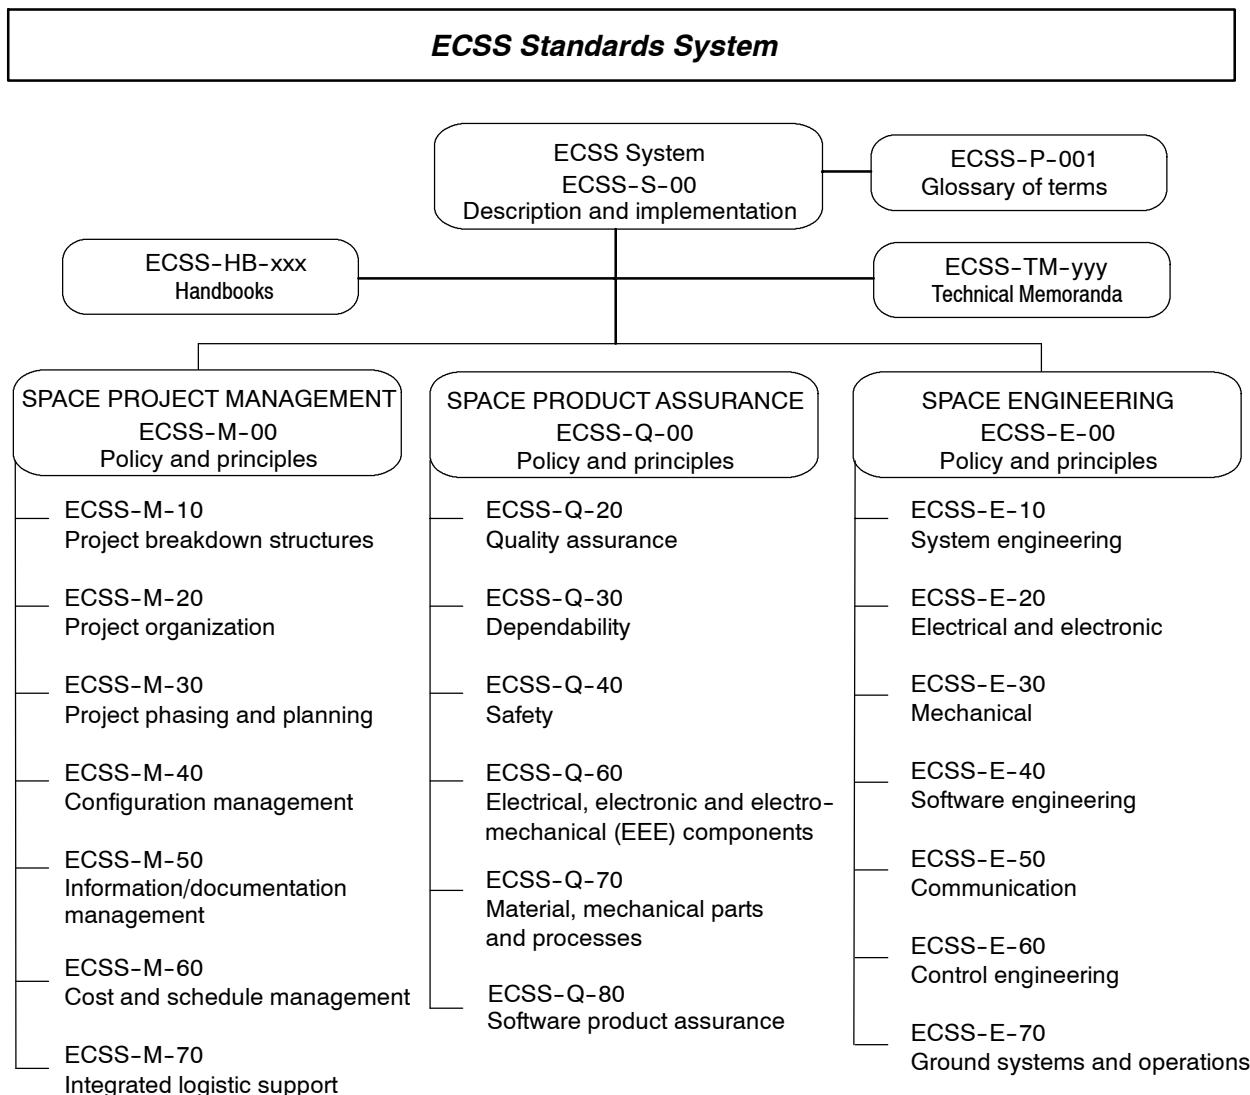 ECSS Standards System
ECSS System
ECSS-S-00
Description and implementation
ECSS-P-001
Glossary of terms
ECSS-HB-xxx
Handbooks
ECSS-TM-yyy
Technical Memoranda
SPACE PROJECT MANAGEMENT
ECSS-M-00
Policy and principles
ECSS-M-10
Project breakdown structures
ECSS-M-20
Project organization
ECSS-M-30
Project phasing and planning
ECSS-M-40
Configuration management
ECSS-M-50
Information/documentation
management
ECSS-M-60
Cost and schedule management
ECSS-M-70
Integrated logistic support
SPACE PRODUCT ASSURANCE
ECSS-Q-00
Policy and principles
ECSS-Q-20
Quality assurance
ECSS-Q-30
Dependability
ECSS-Q-40
Safety
ECSS-Q-60
Electrical, electronic and electro-
mechanical (EEE) components
ECSS-Q-70
Material, mechanical parts
and processes
ECSS-Q-80
Software product assurance
SPACE ENGINEERING
ECSS-E-00
Policy and principles
ECSS-E-10
System engineering
ECSS-E-20
Electrical and electronic
ECSS-E-30
Mechanical
ECSS-E-40
Software engineering
ECSS-E-50
Communication
ECSS-E-60
Control engineering
ECSS-E-70
Ground systems and operations